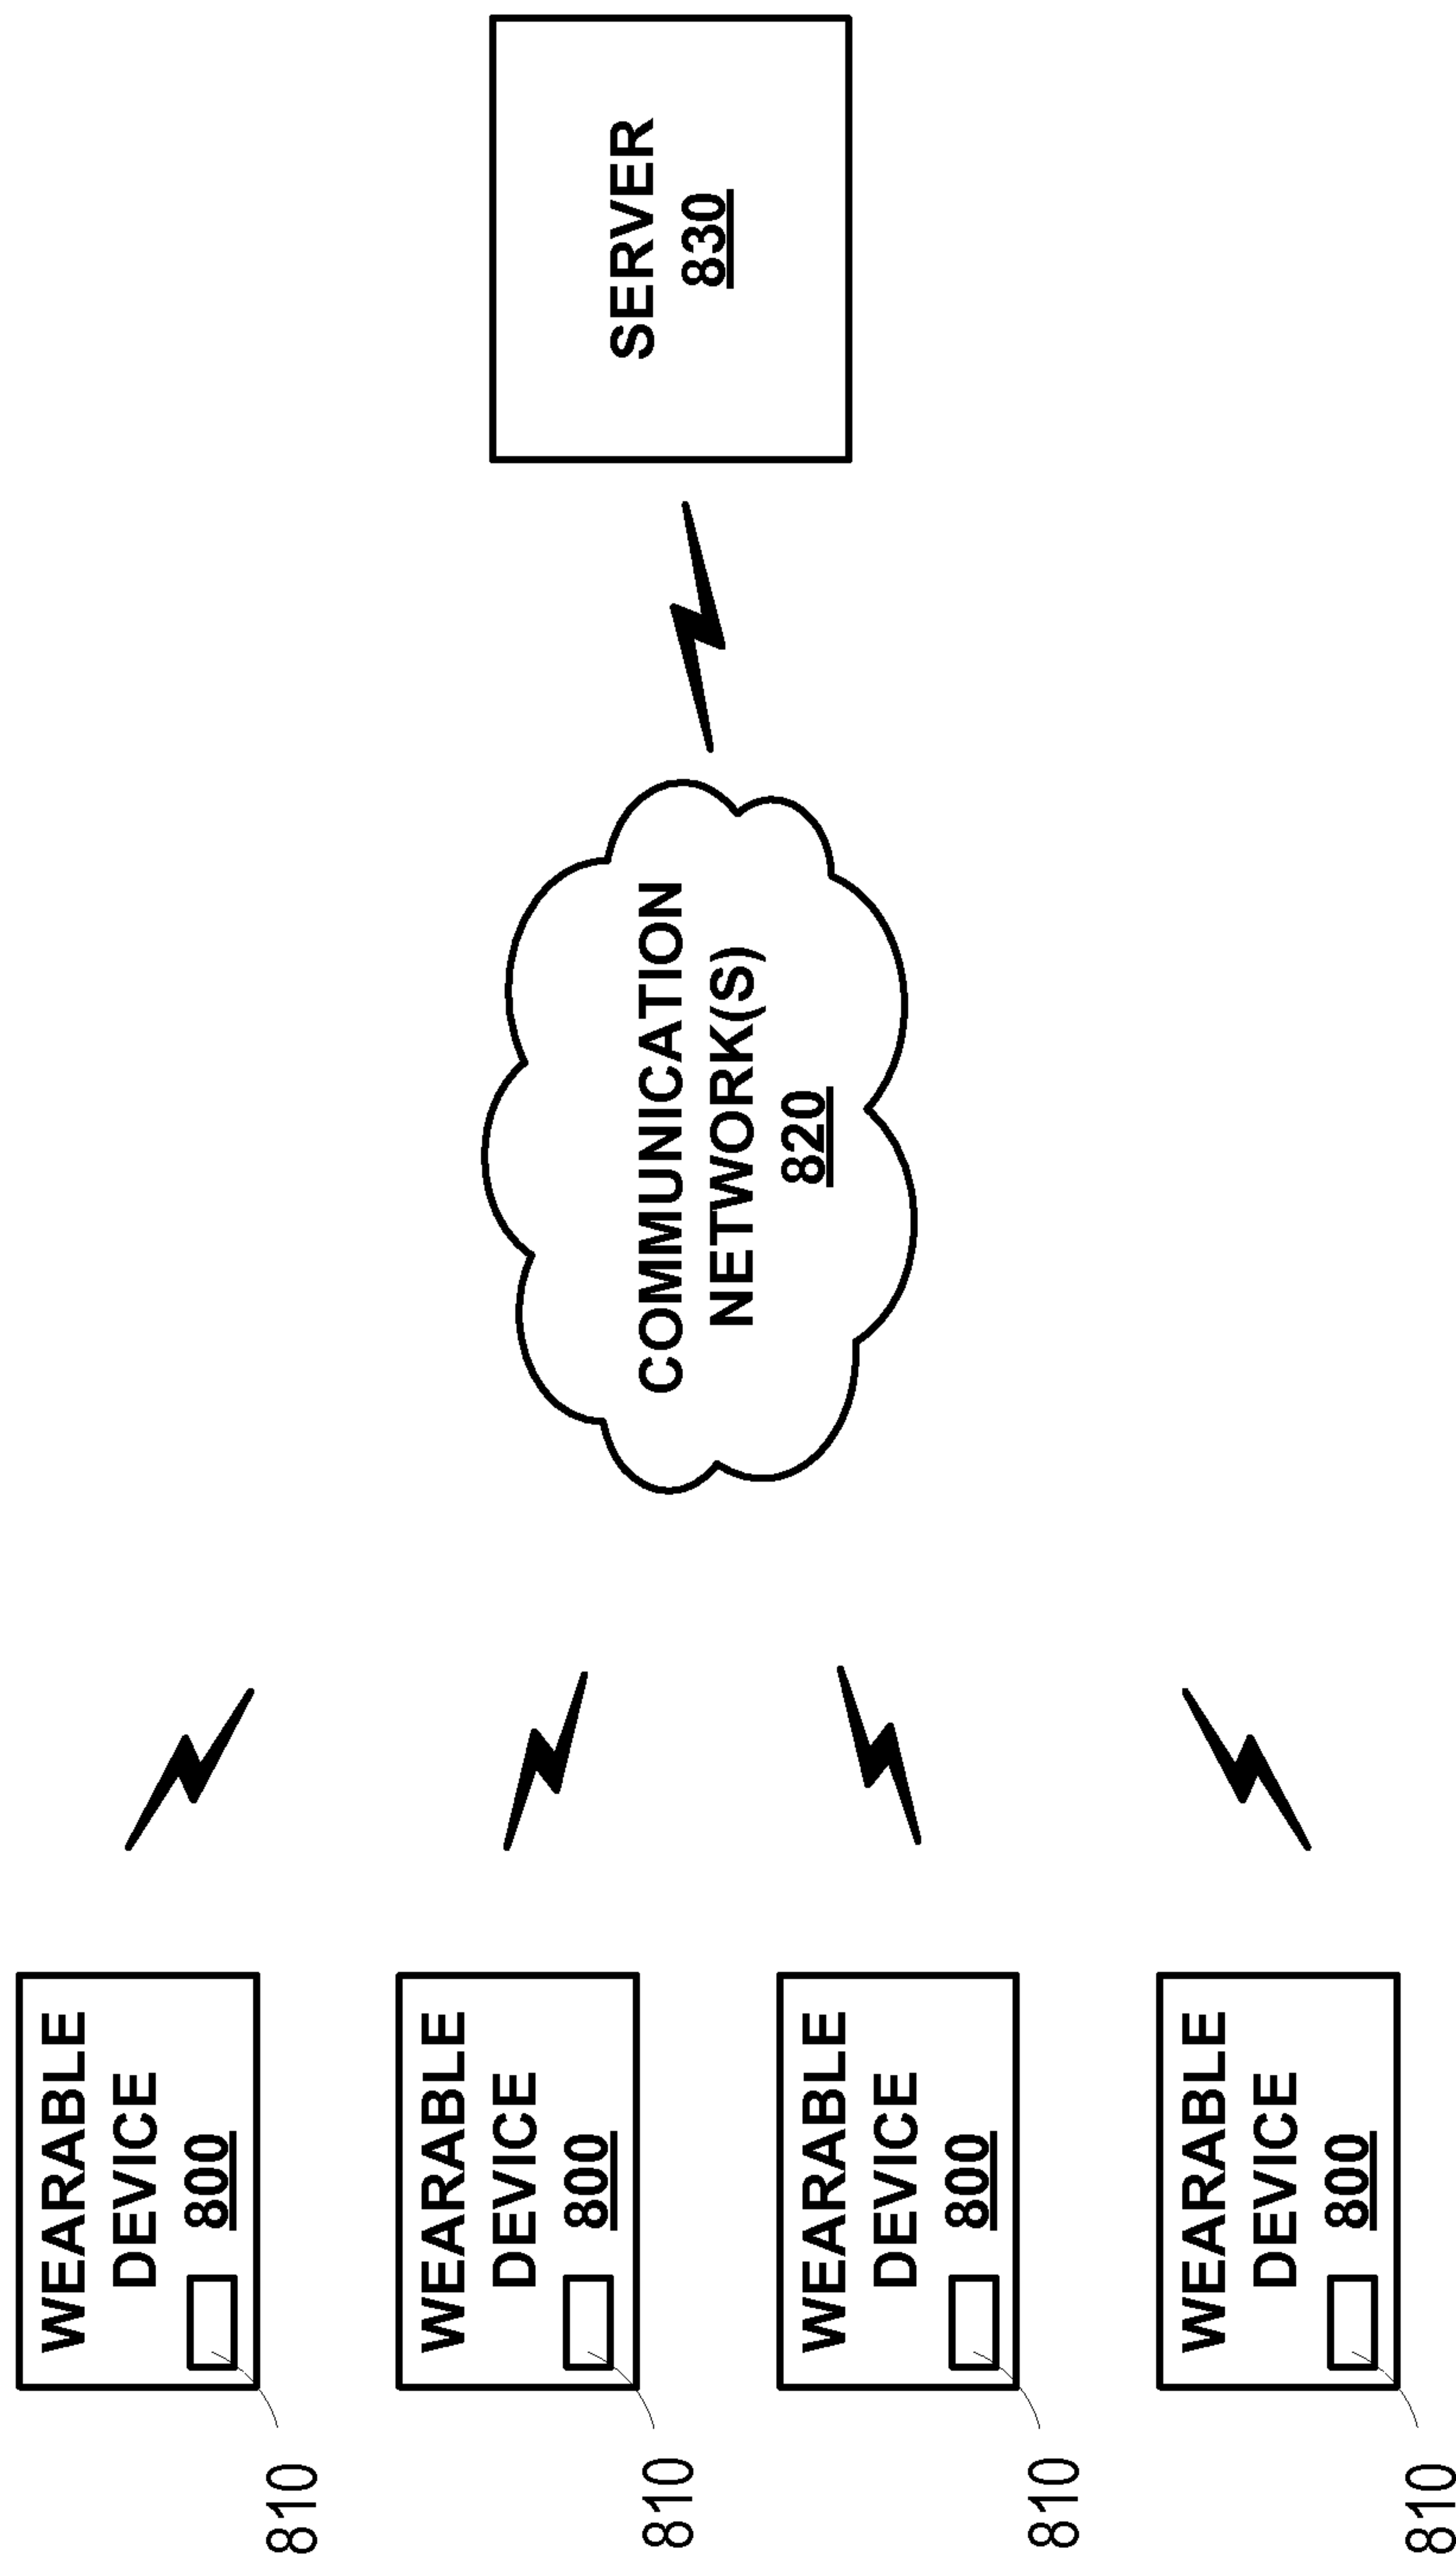 WEARABLE
DEVICE
800
810
WEARABLE
DEVICE
800
810
WEARABLE
DEVICE
800
810
WEARABLE
DEVICE
800
810
COMMUNICATION
NETWORK(S)
820
SERVER
830